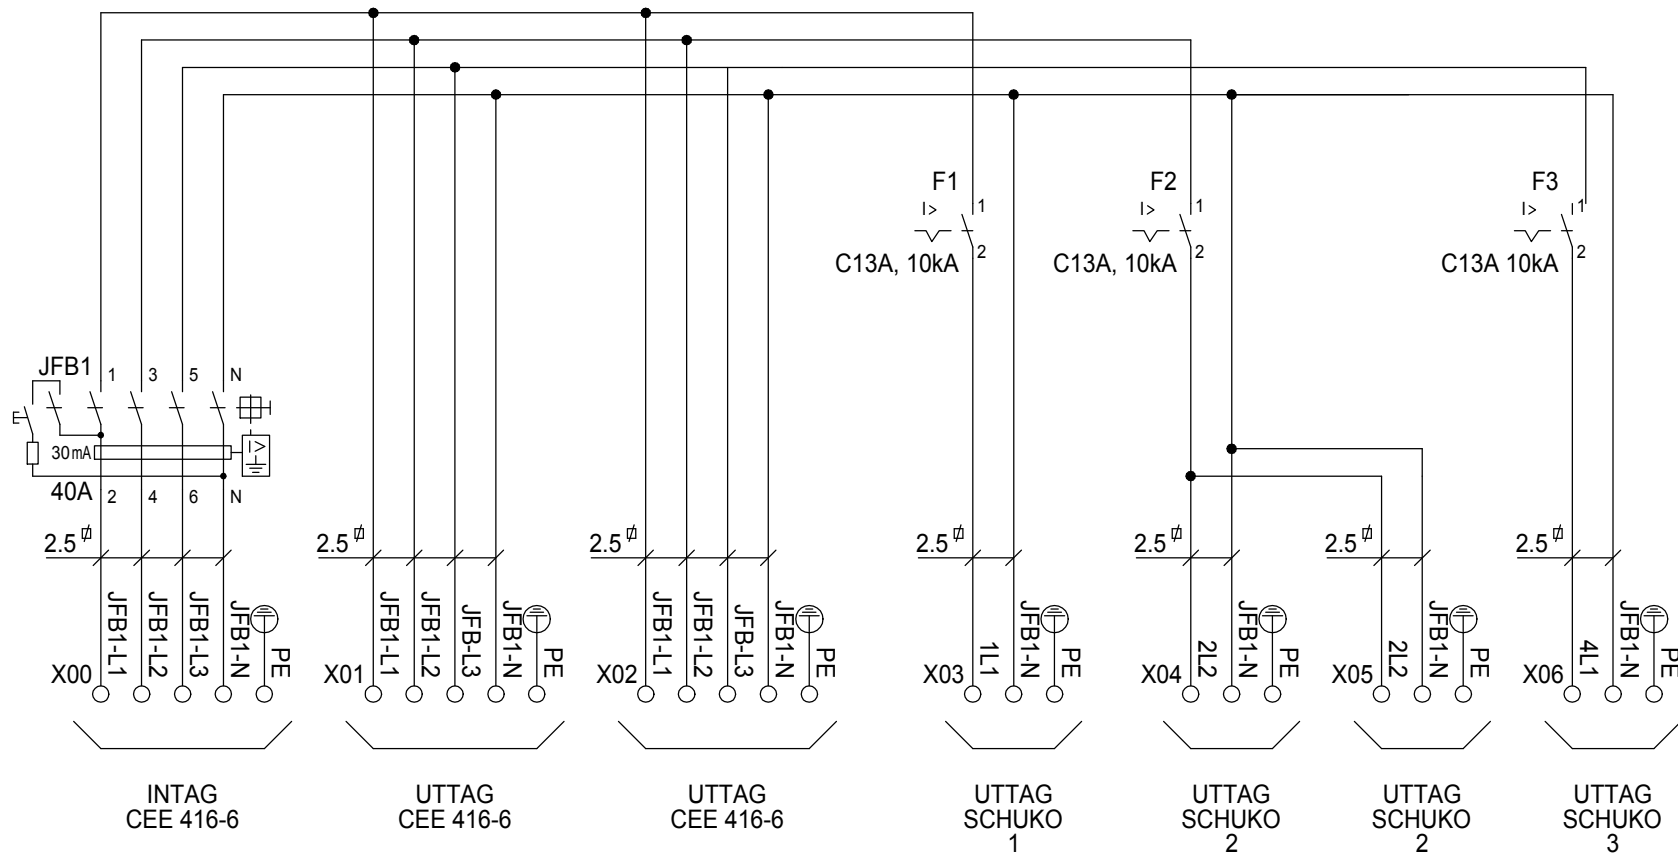 F1
1
I>
2
C13A, 10kA
F2
1
I>
2
C13A, 10kA
F3
1
I>
2
C13A 10kA
JFB1
1
3
5
N
30mA
I>
40A
2
4
6
N
2.5
2.5
2.5
2.5
2.5
2.5
2.5
X00
JFB1-L1
JFB1-L2
JFB1-L3
JFB1-N
PE
X01
JFB1-L1
JFB1-L2
JFB-L3
JFB1-N
PE
X02
JFB1-L1
JFB1-L2
JFB-L3
JFB1-N
PE
X03
1L1
JFB1-N
PE
X04
2L2
JFB1-N
PE
X05
2L2
JFB1-N
PE
X06
4L1
JFB1-N
PE
INTAG
CEE 416-6
UTTAG
CEE 416-6
UTTAG
CEE 416-6
UTTAG
SCHUKO
1
UTTAG
SCHUKO
2
UTTAG
SCHUKO
2
UTTAG
SCHUKO
3